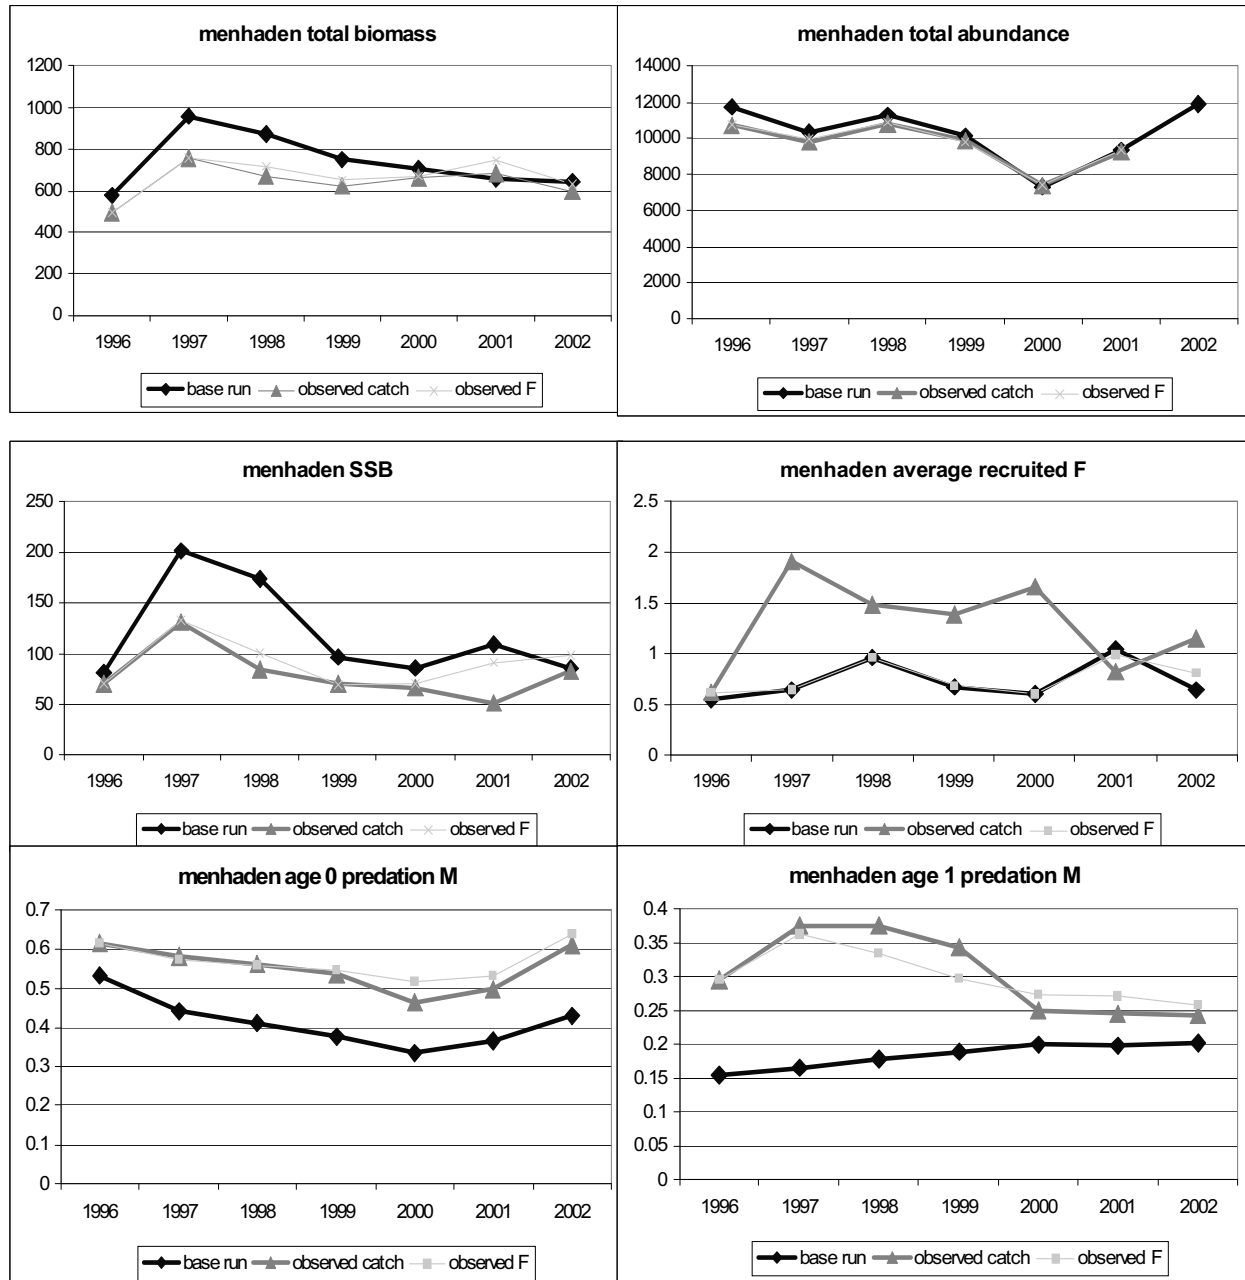 menhaden total biomass
1200
1000
800
600
400
200
0
1996 1997 1998 1999 2000 2001 2002
base run observed catch observed F
menhaden total abundance
14000
12000
10000
8000
6000
4000
2000
0
1996 1997 1998 1999 2000 2001 2002
base run observed catch observed F
menhaden SSB
250
200
150
100
50
0
1996 1997 1998 1999 2000 2001 2002
base run observed catch observed F
menhaden average recruited F
2.5
2
1.5
1
0.5
0
1996 1997 1998 1999 2000 2001 2002
base run observed catch observed F
menhaden age 0 predation M
0.7
0.6
0.5
0.4
0.3
0.2
0.1
0
1996 1997 1998 1999 2000 2001 2002
base run observed catch observed F
menhaden age 1 predation M
0.4
0.35
0.3
0.25
0.2
0.15
0.1
0.05
0
1996 1997 1998 1999 2000 2001 2002
base run observed catch observed F